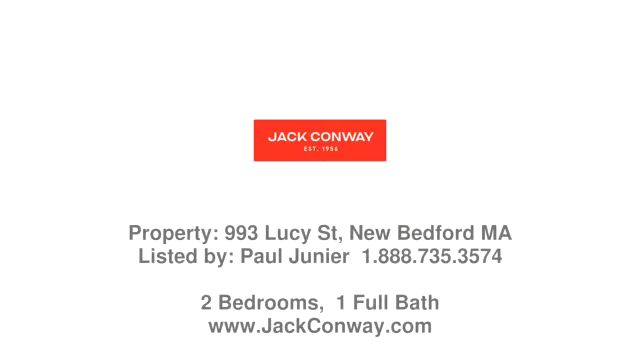 JACK CONWAY
EST. 1956
Property: 993 Lucy St, New Bedford MA
Listed by: Paul Junier  1.888.735.3574
2 Bedrooms,  1 Full Bath
www.JackConway.com